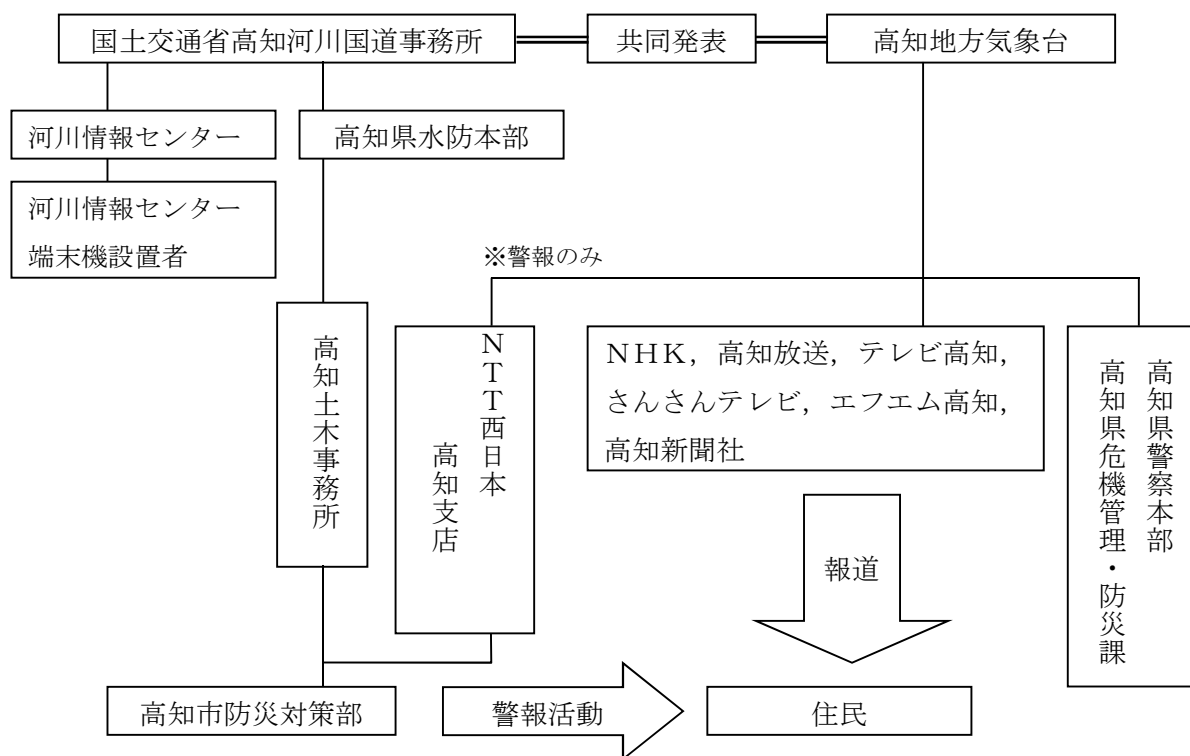 国土交通省高知河川国道事務所
共同発表
高知地方気象台
河川情報センター
高知県水防本部
河川情報センター
端末機設置者
※警報のみ
高知土木事務所
ＮＴＴ西日本
高知支店
ＮＨＫ，高知放送，テレビ高知，
さんさんテレビ，エフエム高知，
高知新聞社
高知県警察本部
高知県危機管理・防災課
報道
高知市防災対策部
警報活動
住民